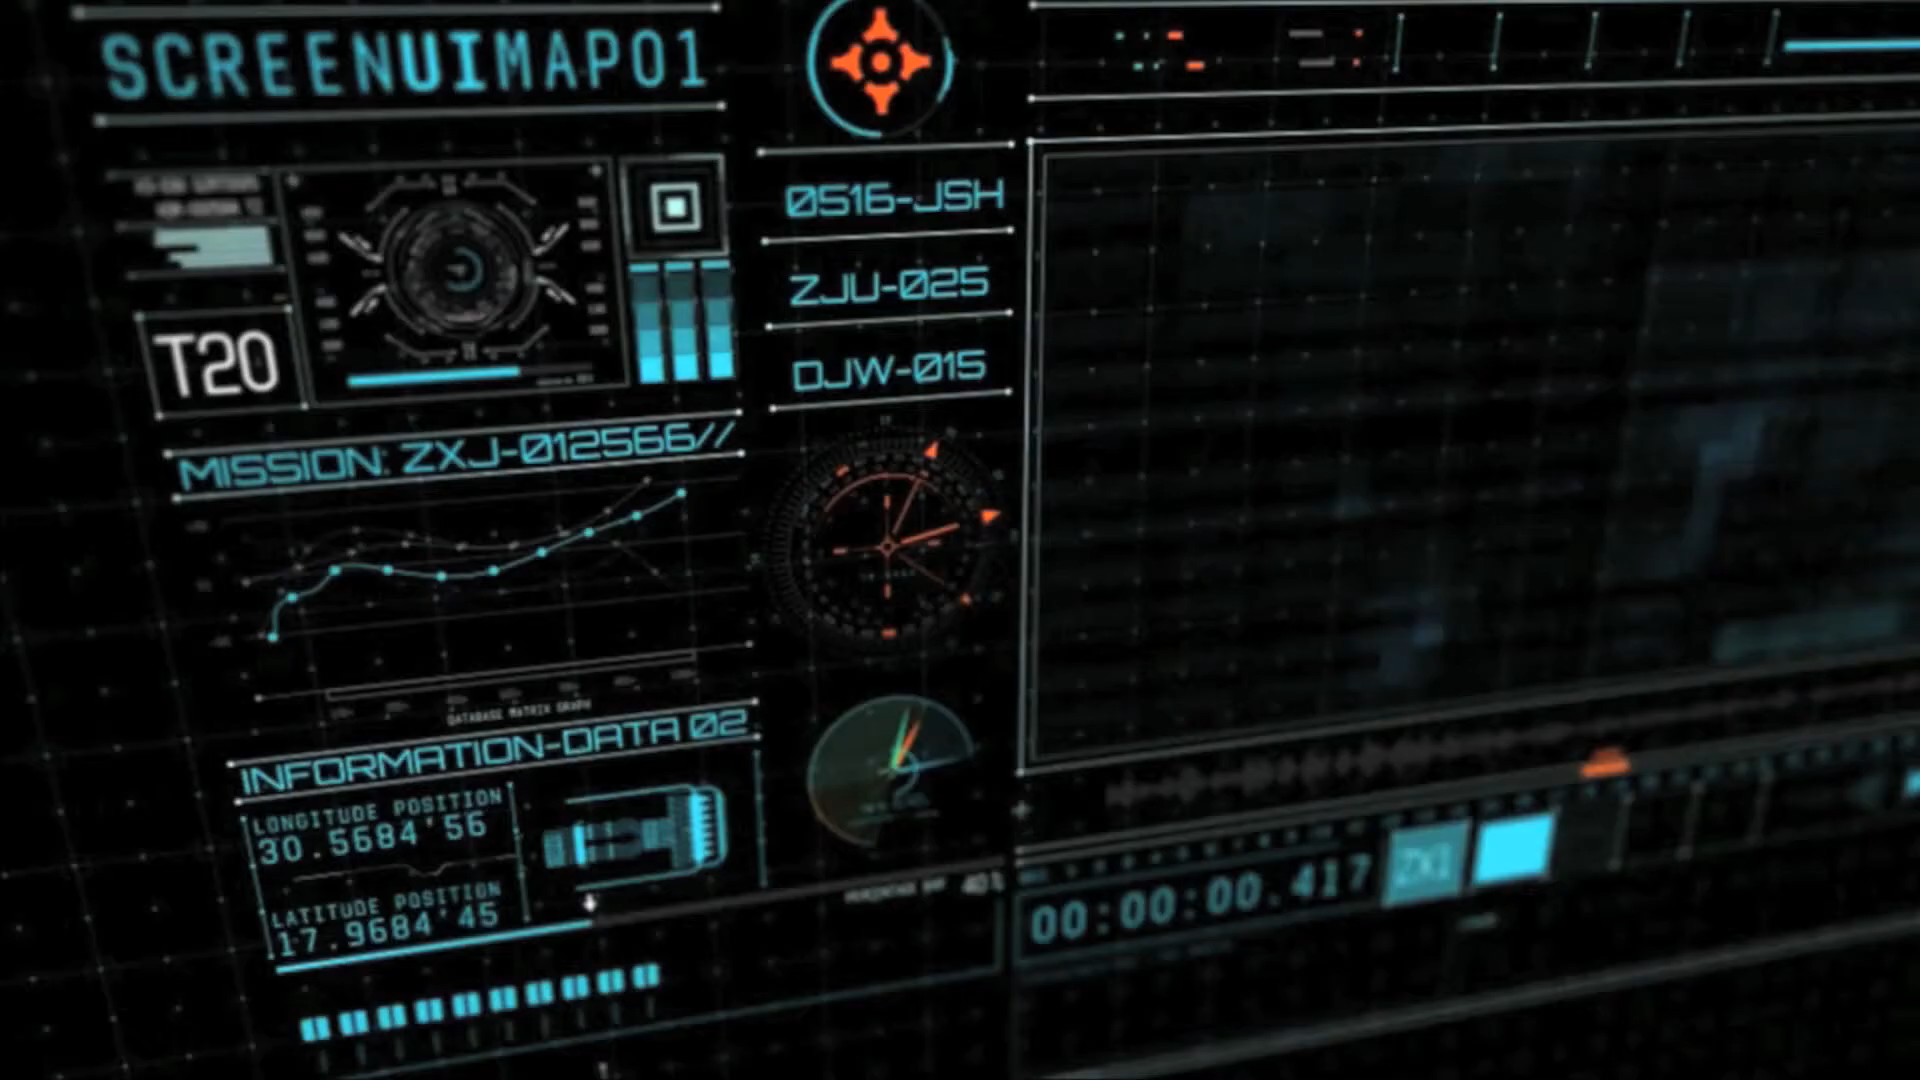 SCREENUIMAP01
T20
0516-JSH
ZJU-025
DJW-015
MISSION: ZXJ-012566//
DATABASE MATRIX GRAPH
INFORMATION-DATA 02
LONGITUDE POSITION
30.5684'56
LATITUDE POSITION
17.9684'45
00:00:00.417
ZX1